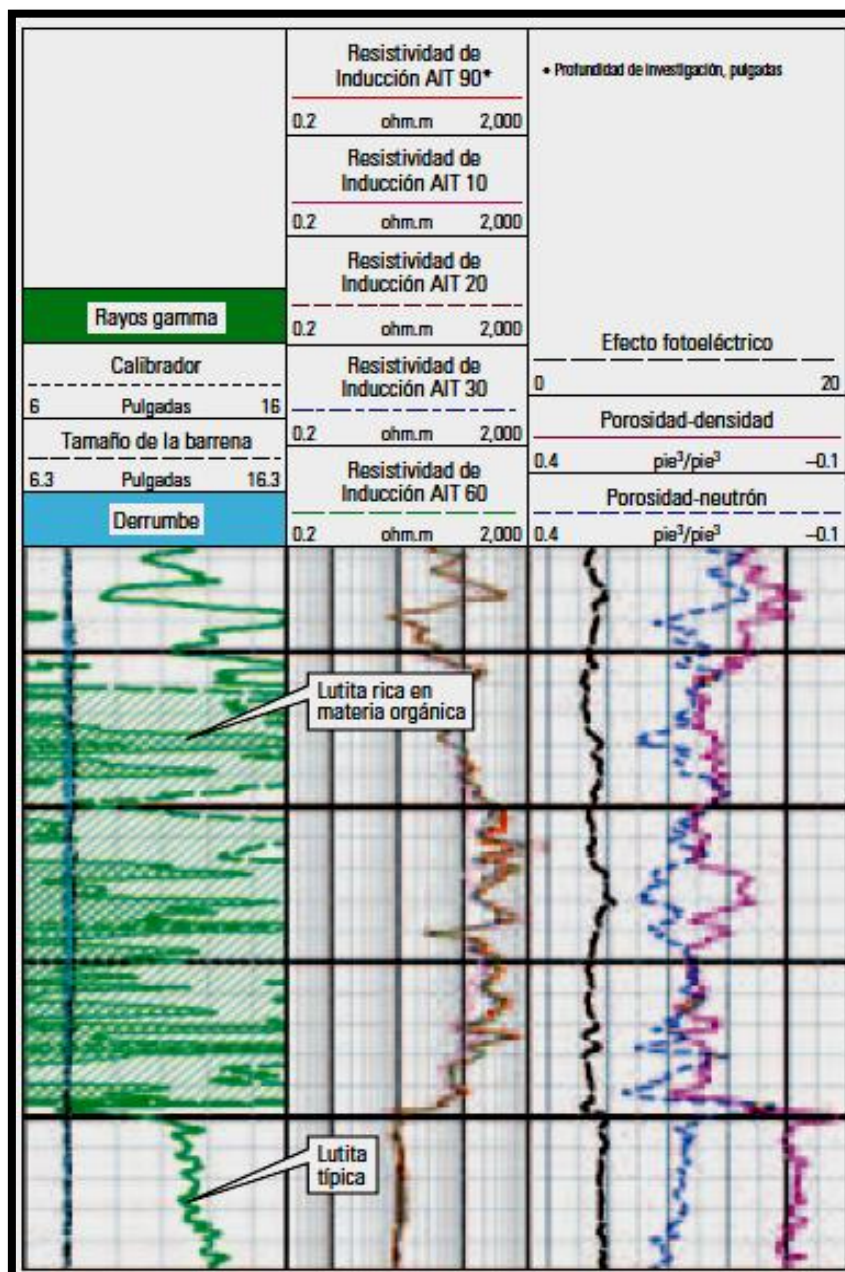 Rayos gamma
Calibrador
6 Pulgadas 16
Tamaño de la barrena
6.3 Pulgadas 16.3
Derrumbe
Resistividad de
Inducción AIT 90*
0.2 ohm.m 2,000
Resistividad de
Inducción AIT 10
0.2 ohm.m 2,000
Resistividad de
Inducción AIT 20
0.2 ohm.m 2,000
Resistividad de
Inducción AIT 30
0.2 ohm.m 2,000
Resistividad de
Inducción AIT 60
0.2 ohm.m 2,000
* Profundidad de investigación, pulgadas
Efecto fotoeléctrico
0 20
Porosidad-densidad
0.4 pie³/pie³ –0.1
Porosidad-neutrón
0.4 pie³/pie³ –0.1
Lutita rica en
materia orgánica
Lutita
típica